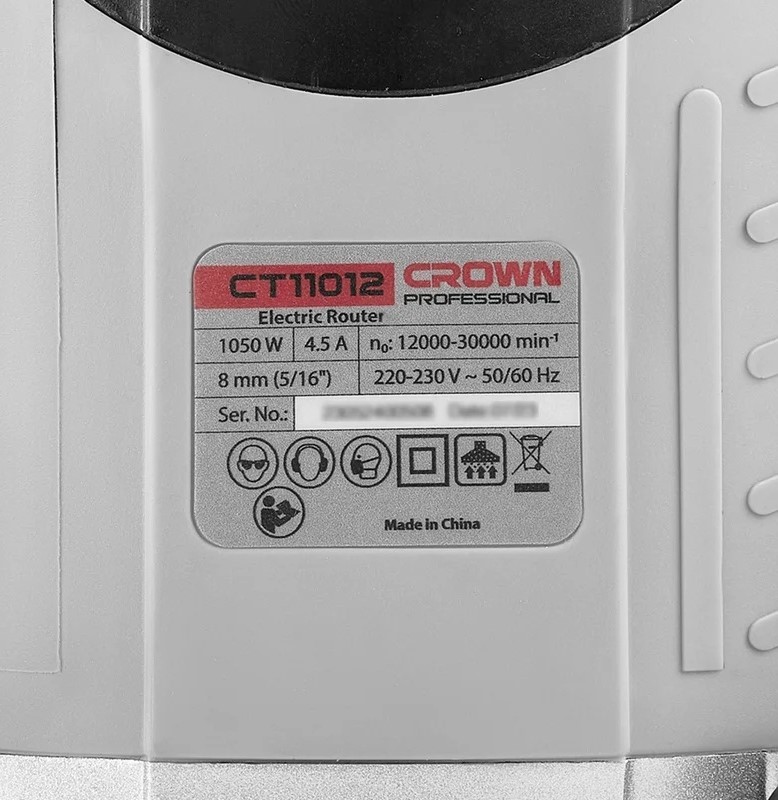 CT11012 CROWN
PROFESSIONAL
Electric Router
1050 W 4.5 A n₀: 12000-30000 min⁻¹
8 mm (5/16") 220-230 V ~ 50/60 Hz
Ser. No.:
Made in China